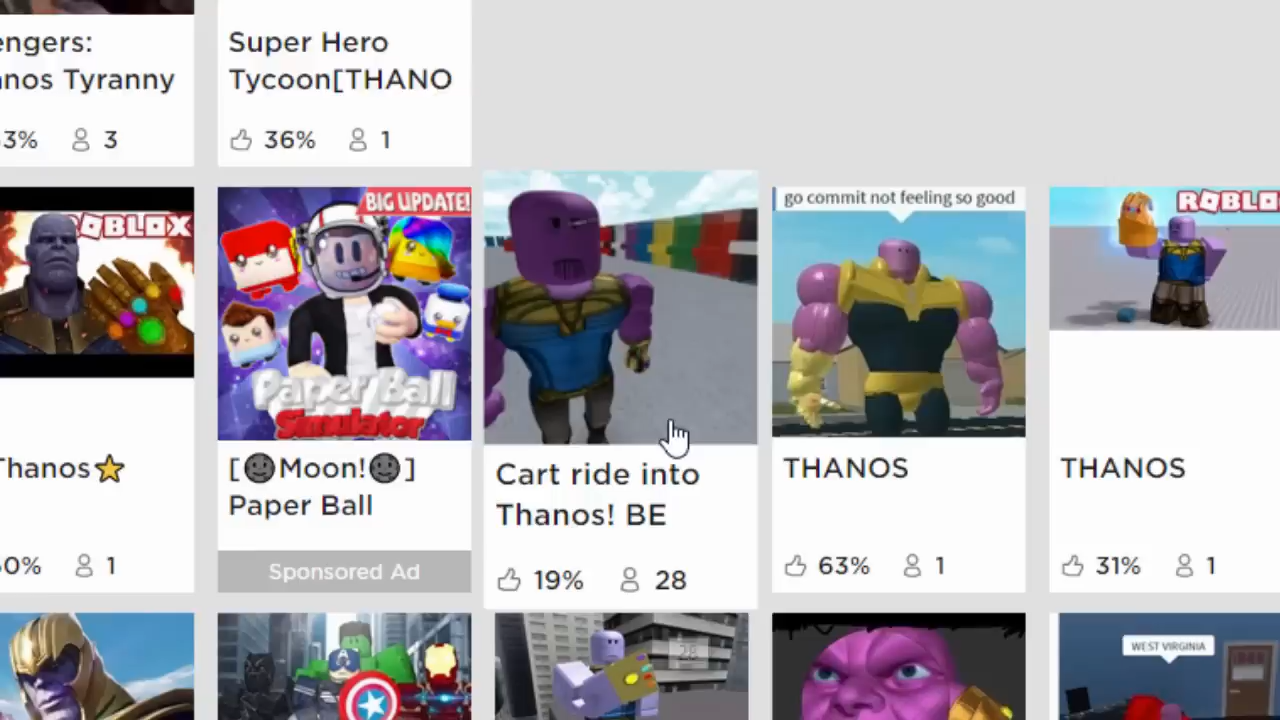 engers:
nos Tyranny
3%
3
Super Hero
Tycoon[THANO
36%
1
ROBLOX
Thanos⭐
0%
1
BIG UPDATE!
Paper Ball
Simulator
[🌚Moon!🌚]
Paper Ball
Sponsored Ad
Cart ride into
Thanos! BE
19%
28
go commit not feeling so good
THANOS
63%
1
ROBLO
THANOS
31%
1
28
WEST VIRGINIA